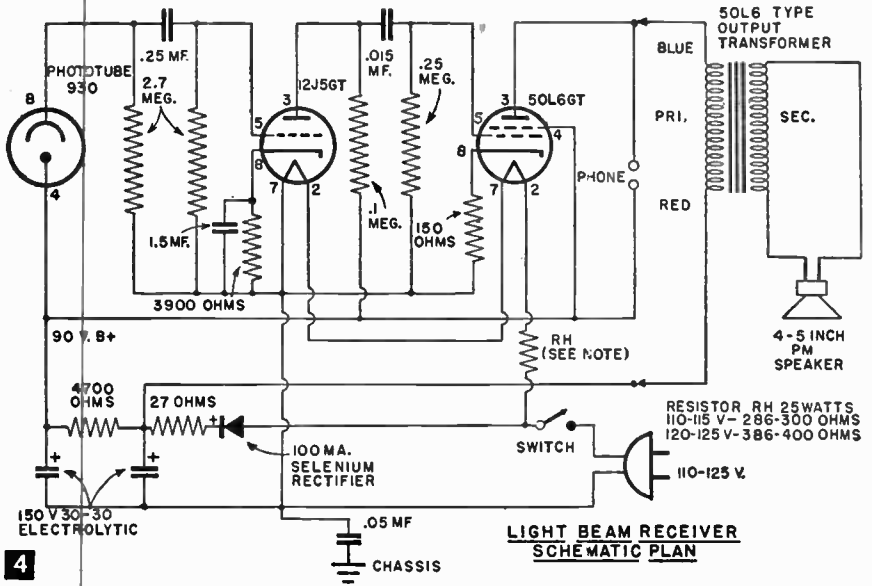 50L6 TYPE
OUTPUT
TRANSFORMER
BLUE
.25 MF.
.015
MF.
.25
MEG.
PHOTOTUBE
930
2.7
MEG.
12J5GT
50L6GT
8
3
3
5
5
4
PRI.
SEC.
8
8
4
7
2
7
2
PHONE
.1
MEG.
150
OHMS
RED
1.5MF.
3900 OHMS
90 V. B+
RH
(SEE NOTE)
4-5 INCH
PM
SPEAKER
4700
OHMS
27 OHMS
+
RESISTOR RH 25WATTS
110-115 V-286-300 OHMS
120-125V-386-400 OHMS
SWITCH
100MA.
SELENIUM
RECTIFIER
+
+
110-125 V.
150 V 30-30
ELECTROLYTIC
.05 MF
LIGHT BEAM RECEIVER
SCHEMATIC PLAN
4
CHASSIS